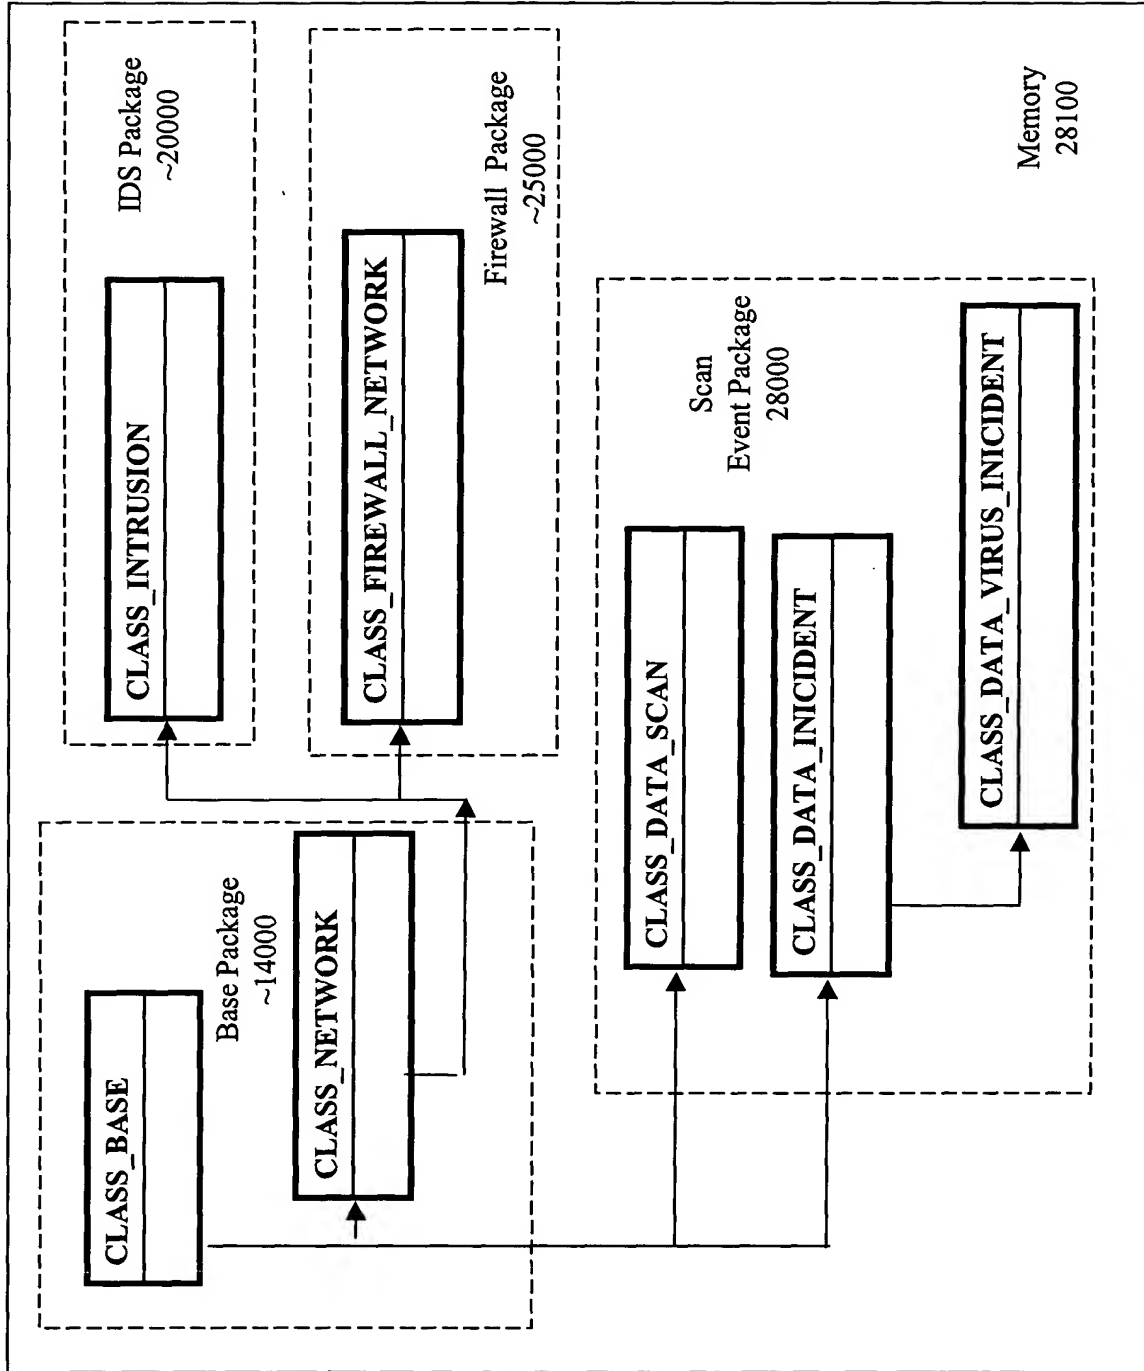 CLASS_BASE
Base Package
~14000
CLASS_NETWORK
CLASS_INTRUSION
IDS Package
~20000
CLASS_FIREWALL_NETWORK
Firewall Package
~25000
CLASS_DATA_SCAN
Scan
Event Package
28000
CLASS_DATA_INICIDENT
CLASS_DATA_VIRUS_INICIDENT
Memory
28100